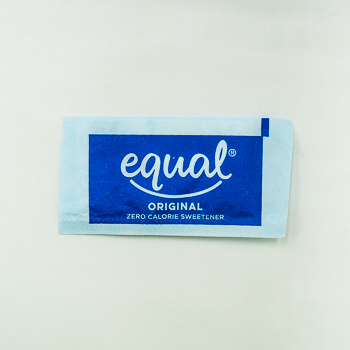 equal®
ORIGINAL
ZERO CALORIE SWEETENER